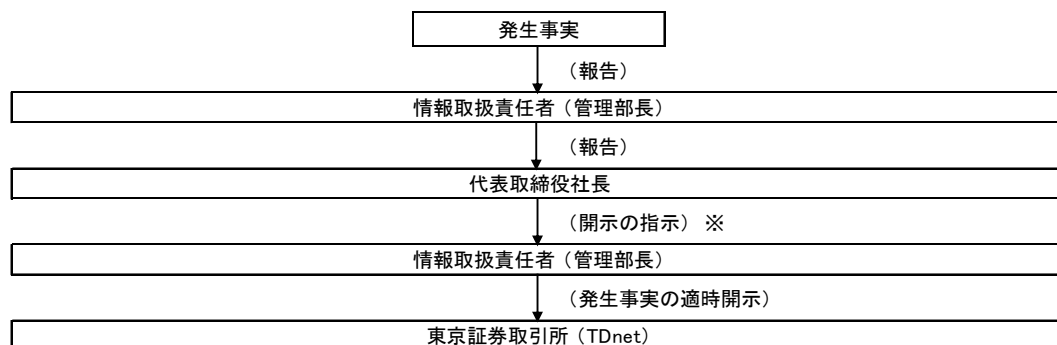 発生事実
（報告）
情報取扱責任者（管理部長）
（報告）
代表取締役社長
（開示の指示）※
情報取扱責任者（管理部長）
（発生事実の適時開示）
東京証券取引所（TDnet）